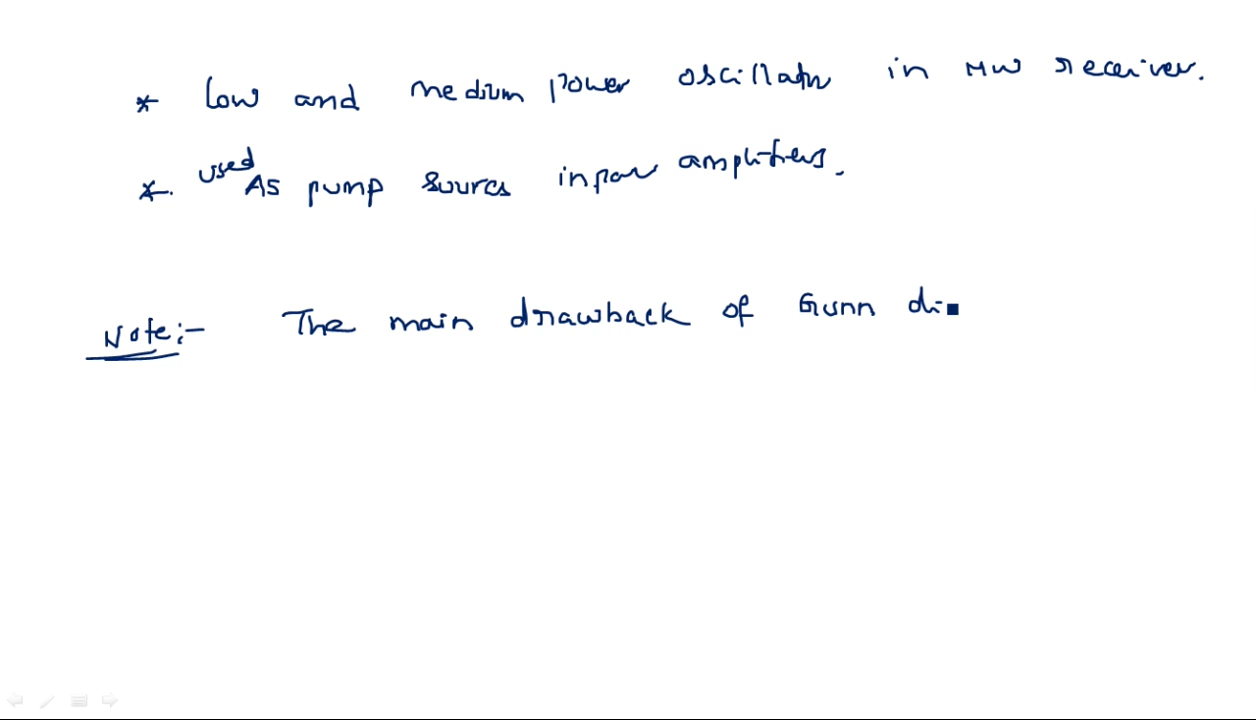 * low and medium power oscillator in MW receiver.
*. used As pump source in par amplifiers.
Note:- The main drawback of Gunn di